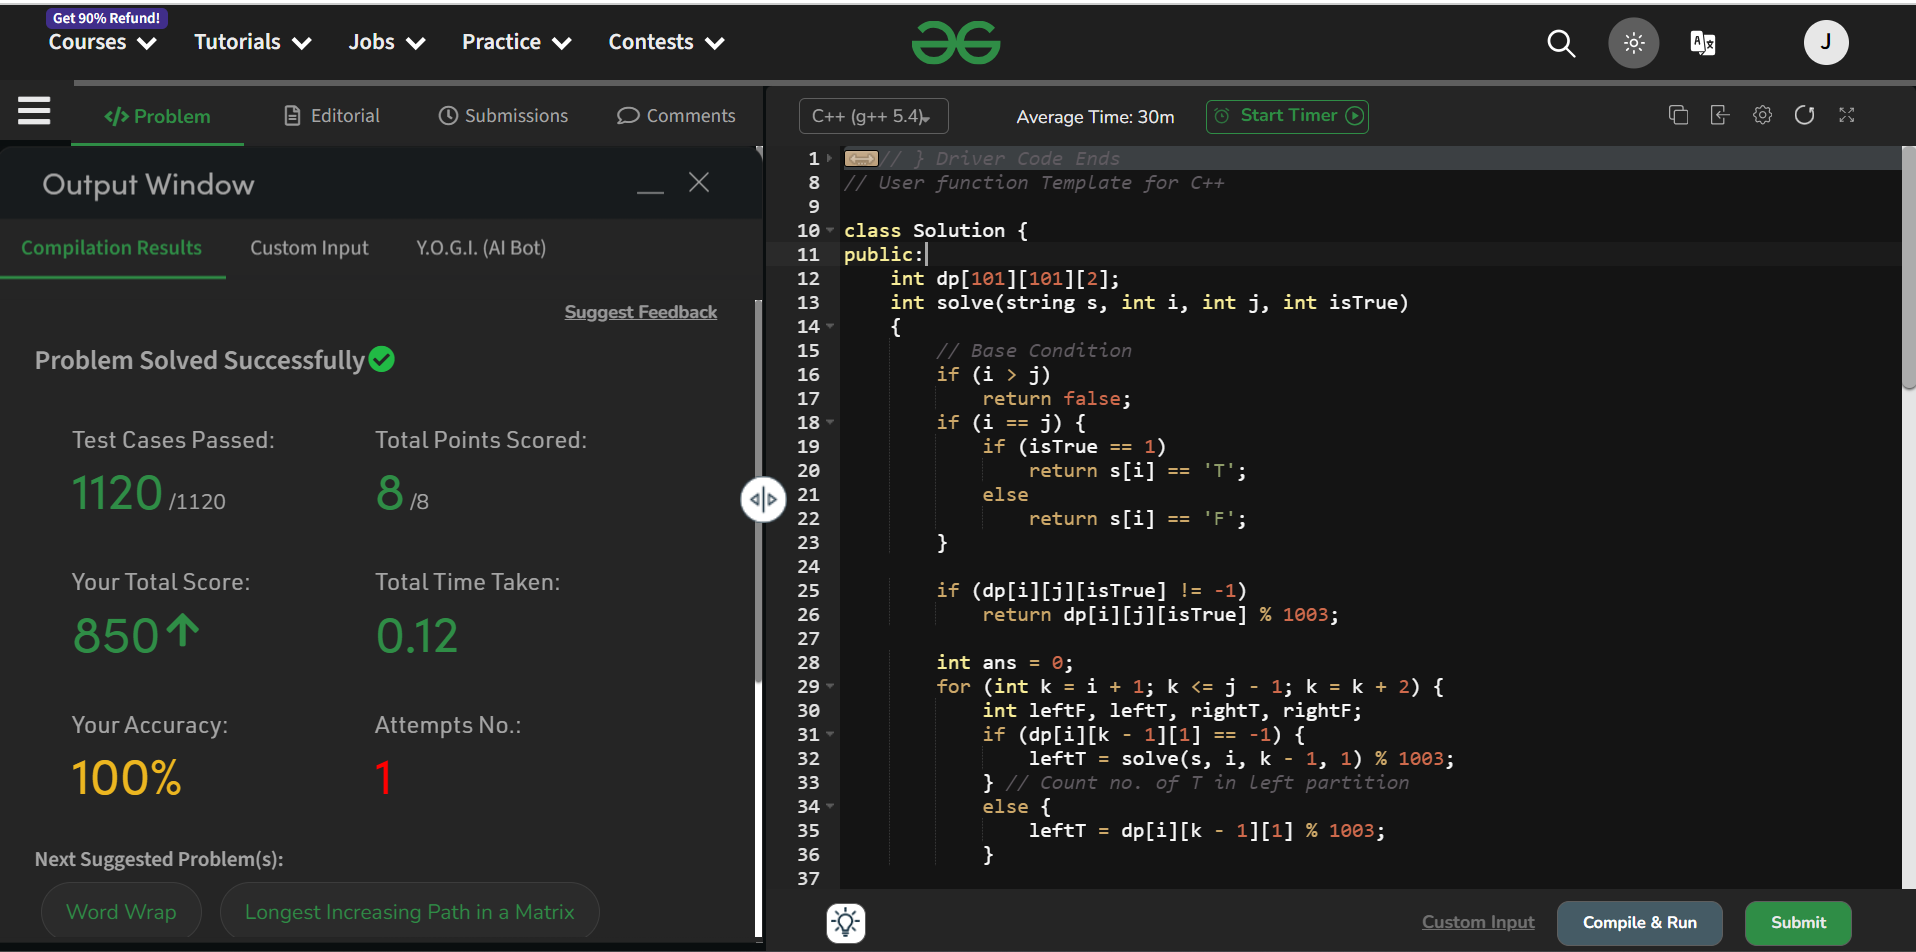 Get 90% Refund!
Courses Tutorials Jobs Practice Contests
J
</> Problem Editorial Submissions Comments
Output Window
Compilation Results Custom Input Y.O.G.I. (AI Bot)
Suggest Feedback
Problem Solved Successfully
Test Cases Passed: Total Points Scored:
1120 /1120 8 /8
Your Total Score: Total Time Taken:
850 0.12
Your Accuracy: Attempts No.:
100% 1
Next Suggested Problem(s):
Word Wrap Longest Increasing Path in a Matrix
C++ (g++ 5.4) Average Time: 30m Start Timer
1 // } Driver Code Ends
8 // User function Template for C++
9
10 class Solution {
11 public:
12     int dp[101][101][2];
13     int solve(string s, int i, int j, int isTrue)
14     {
15         // Base Condition
16         if (i > j)
17             return false;
18         if (i == j) {
19             if (isTrue == 1)
20                 return s[i] == 'T';
21             else
22                 return s[i] == 'F';
23         }
24
25         if (dp[i][j][isTrue] != -1)
26             return dp[i][j][isTrue] % 1003;
27
28         int ans = 0;
29         for (int k = i + 1; k <= j - 1; k = k + 2) {
30             int leftF, leftT, rightT, rightF;
31             if (dp[i][k - 1][1] == -1) {
32                 leftT = solve(s, i, k - 1, 1) % 1003;
33             } // Count no. of T in left partition
34             else {
35                 leftT = dp[i][k - 1][1] % 1003;
36             }
37
Custom Input Compile & Run Submit